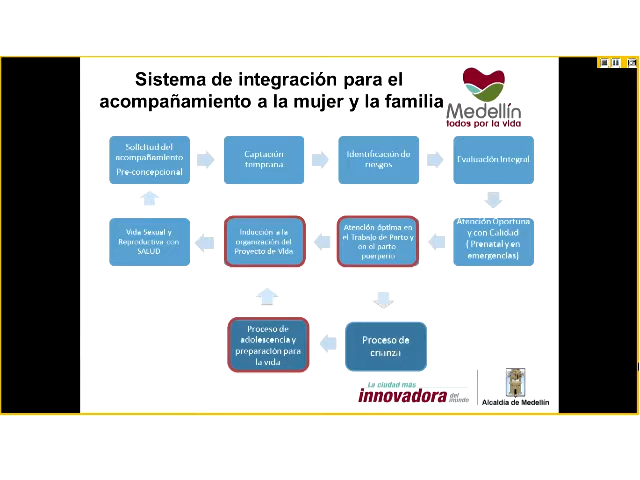 Sistema de integración para el
acompañamiento a la mujer y la familia
Medellín
todos por la vida
Solicitud del
acompañamiento
Pre-concepcional
Captación
temprana
Identificación de
riesgos
Evaluación Integral
Vida Sexual y
Reproductiva con
SALUD
Inducción a la
organización del
Proyecto de Vida
Atención óptima en
el Trabajo de Parto y
en el parto
puerperio
Atención Oportuna
y con Calidad
( Prenatal y en
emergencias)
Proceso de
adolescencia y
preparación para
la vida
Proceso de
crianza
La ciudad más
innovadora del
mundo
Alcaldía de Medellín